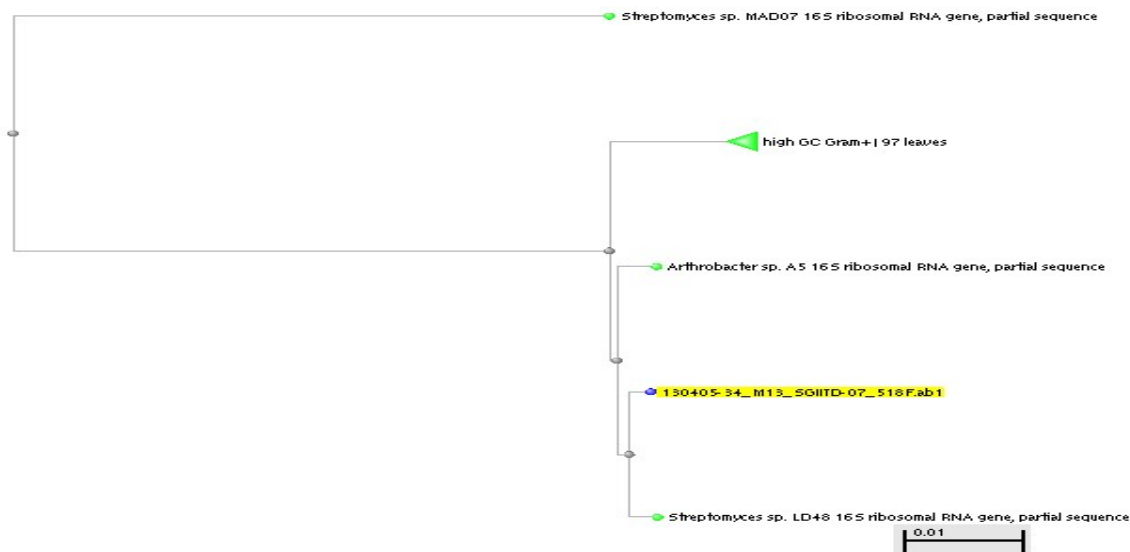 Streptomyces sp. MAD07 16S ribosomal RNA gene, partial sequence
high GC Gram+ | 97 leaves
Arthrobacter sp. A5 16S ribosomal RNA gene, partial sequence
130405-34_M13_SGIITD-07_518F.ab1
Streptomyces sp. LD48 16S ribosomal RNA gene, partial sequence
0.01